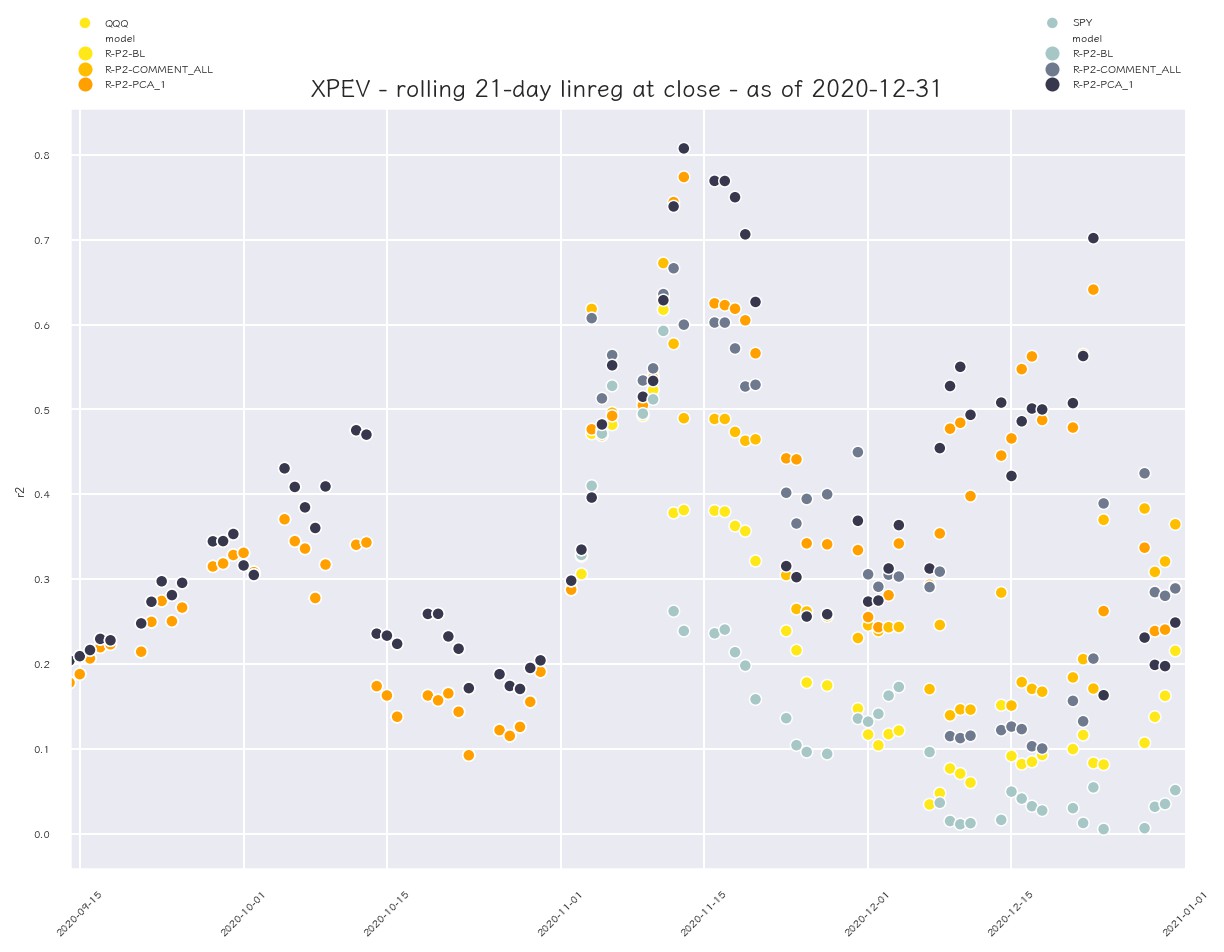 QQQ
model
R-P2-BL
R-P2-COMMENT_ALL
R-P2-PCA_1
SPY
model
R-P2-BL
R-P2-COMMENT_ALL
R-P2-PCA_1
XPEV - rolling 21-day linreg at close - as of 2020-12-31
r2
0.8
0.7
0.6
0.5
0.4
0.3
0.2
0.1
0.0
2020-09-15
2020-10-01
2020-10-15
2020-11-01
2020-11-15
2020-12-01
2020-12-15
2021-01-01